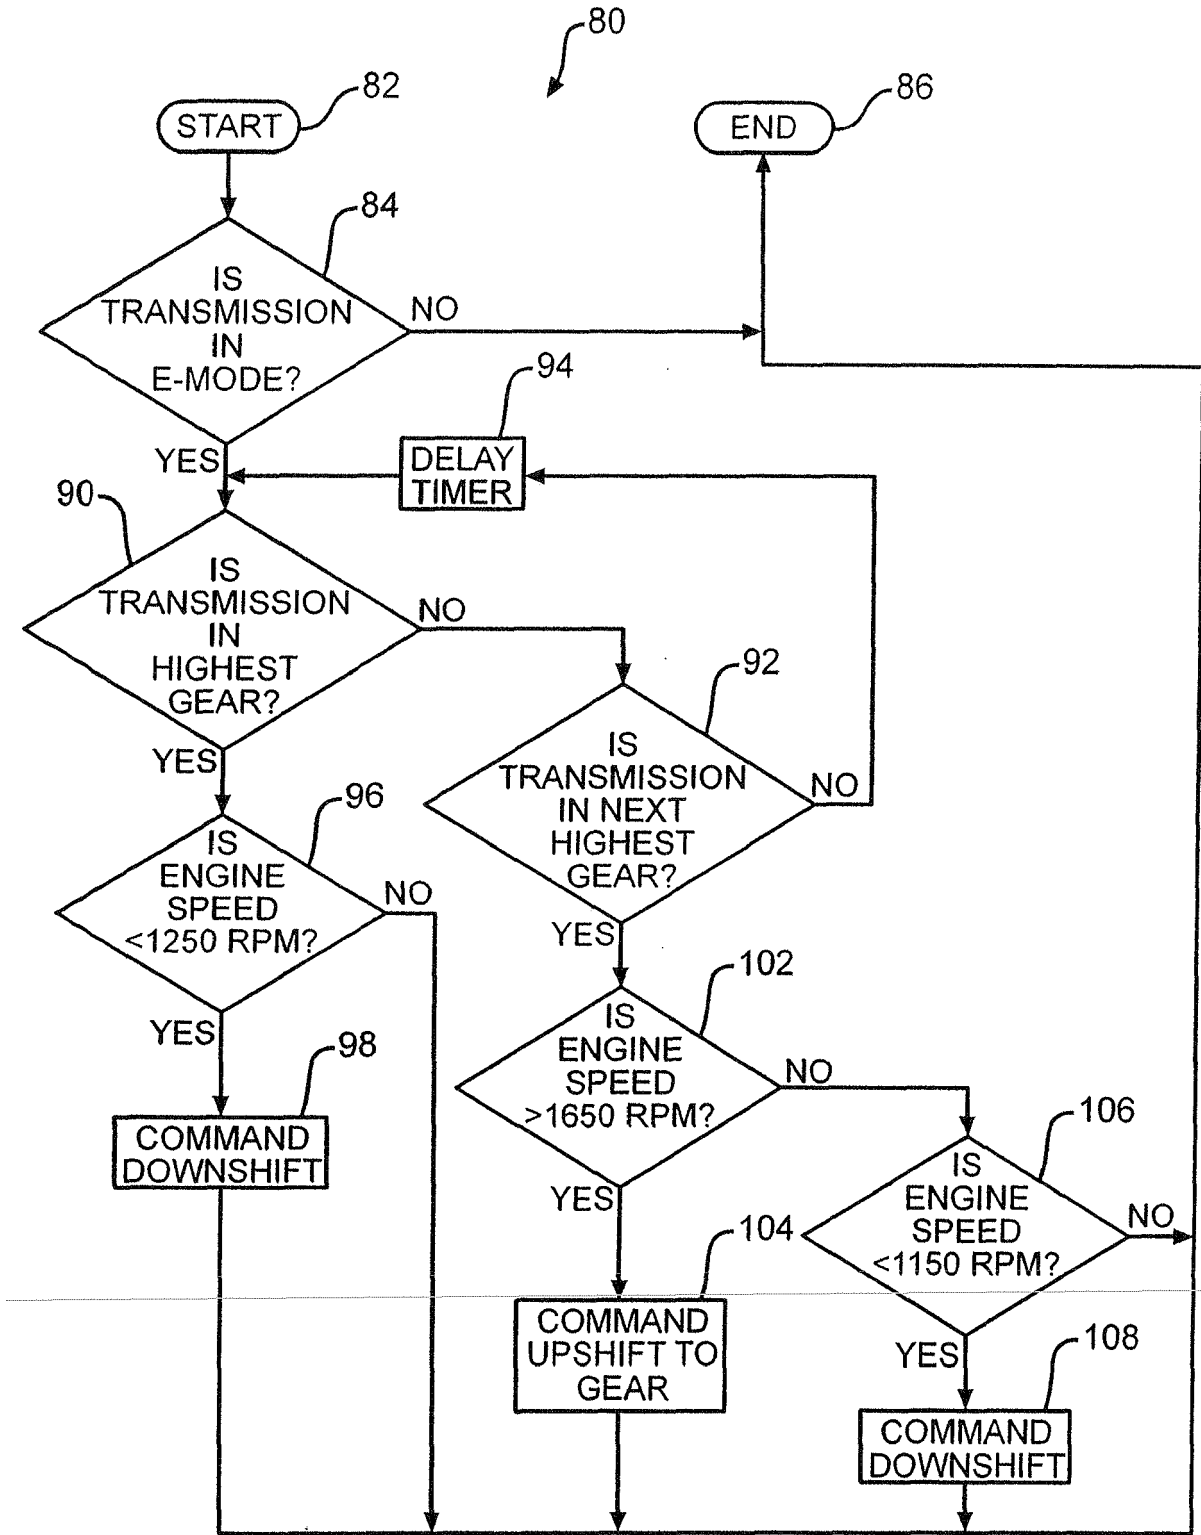 80
82
START
86
END
84
IS
TRANSMISSION
IN
E-MODE?
NO
YES
94
DELAY
TIMER
90
IS
TRANSMISSION
IN
HIGHEST
GEAR?
NO
YES
92
IS
TRANSMISSION
IN NEXT
HIGHEST
GEAR?
NO
YES
96
IS
ENGINE
SPEED
<1250 RPM?
NO
YES
98
COMMAND
DOWNSHIFT
102
IS
ENGINE
SPEED
>1650 RPM?
NO
YES
104
COMMAND
UPSHIFT TO
GEAR
106
IS
ENGINE
SPEED
<1150 RPM?
NO
YES
108
COMMAND
DOWNSHIFT